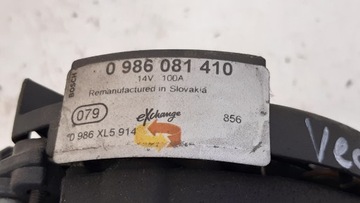 BOSCH
0 986 081 410
14V 100A
Remanufactured in Slovakia
079
eXchange
856
*0 986 XL5 914